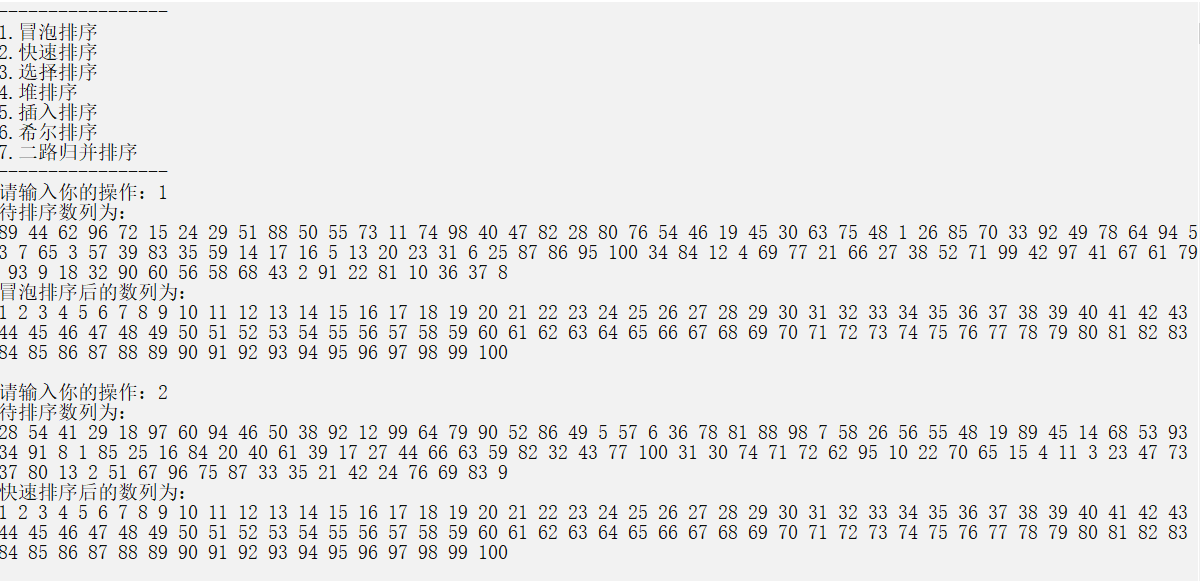 -----------------
1.冒泡排序
2.快速排序
3.选择排序
4.堆排序
5.插入排序
6.希尔排序
7.二路归并排序
-----------------
请输入你的操作：1
待排序数列为：
89 44 62 96 72 15 24 29 51 88 50 55 73 11 74 98 40 47 82 28 80 76 54 46 19 45 30 63 75 48 1 26 85 70 33 92 49 78 64 94 5
3 7 65 3 57 39 83 35 59 14 17 16 5 13 20 23 31 6 25 87 86 95 100 34 84 12 4 69 77 21 66 27 38 52 71 99 42 97 41 67 61 79
93 9 18 32 90 60 56 58 68 43 2 91 22 81 10 36 37 8
冒泡排序后的数列为：
1 2 3 4 5 6 7 8 9 10 11 12 13 14 15 16 17 18 19 20 21 22 23 24 25 26 27 28 29 30 31 32 33 34 35 36 37 38 39 40 41 42 43
44 45 46 47 48 49 50 51 52 53 54 55 56 57 58 59 60 61 62 63 64 65 66 67 68 69 70 71 72 73 74 75 76 77 78 79 80 81 82 83
84 85 86 87 88 89 90 91 92 93 94 95 96 97 98 99 100
请输入你的操作：2
待排序数列为：
28 54 41 29 18 97 60 94 46 50 38 92 12 99 64 79 90 52 86 49 5 57 6 36 78 81 88 98 7 58 26 56 55 48 19 89 45 14 68 53 93
34 91 8 1 85 25 16 84 20 40 61 39 17 27 44 66 63 59 82 32 43 77 100 31 30 74 71 72 62 95 10 22 70 65 15 4 11 3 23 47 73
37 80 13 2 51 67 96 75 87 33 35 21 42 24 76 69 83 9
快速排序后的数列为：
1 2 3 4 5 6 7 8 9 10 11 12 13 14 15 16 17 18 19 20 21 22 23 24 25 26 27 28 29 30 31 32 33 34 35 36 37 38 39 40 41 42 43
44 45 46 47 48 49 50 51 52 53 54 55 56 57 58 59 60 61 62 63 64 65 66 67 68 69 70 71 72 73 74 75 76 77 78 79 80 81 82 83
84 85 86 87 88 89 90 91 92 93 94 95 96 97 98 99 100